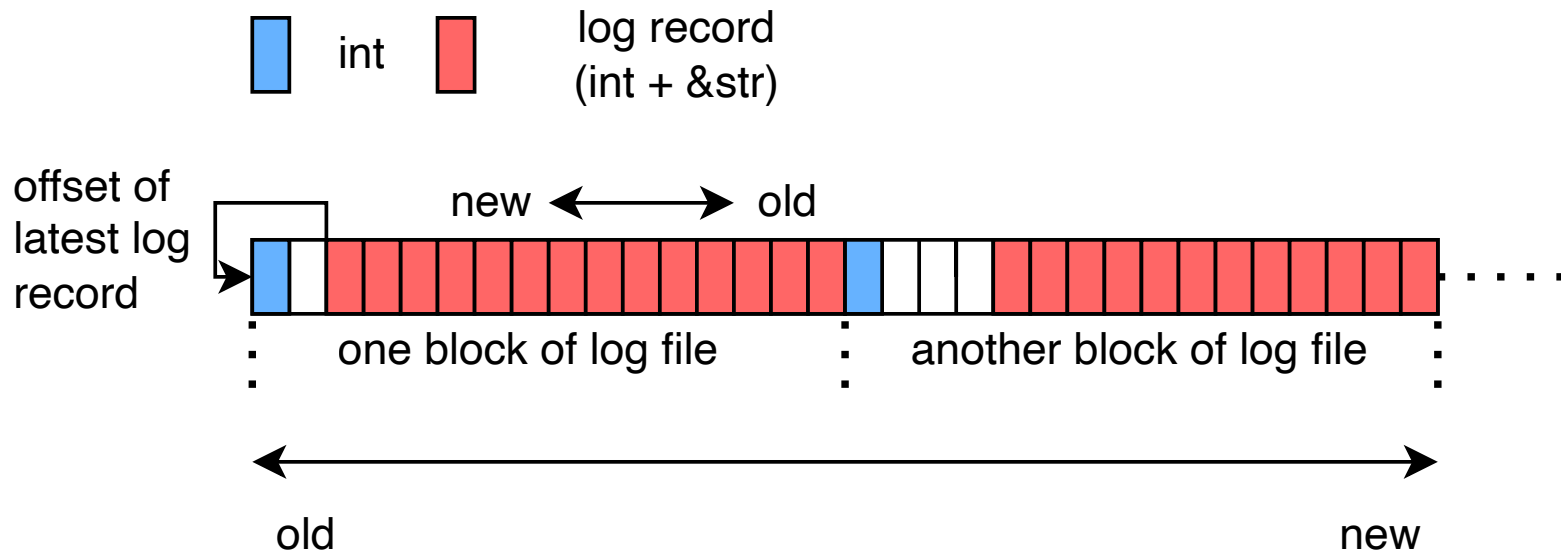 int
log record
(int + &str)
offset of
latest log
record
new
old
one block of log file
another block of log file
old
new